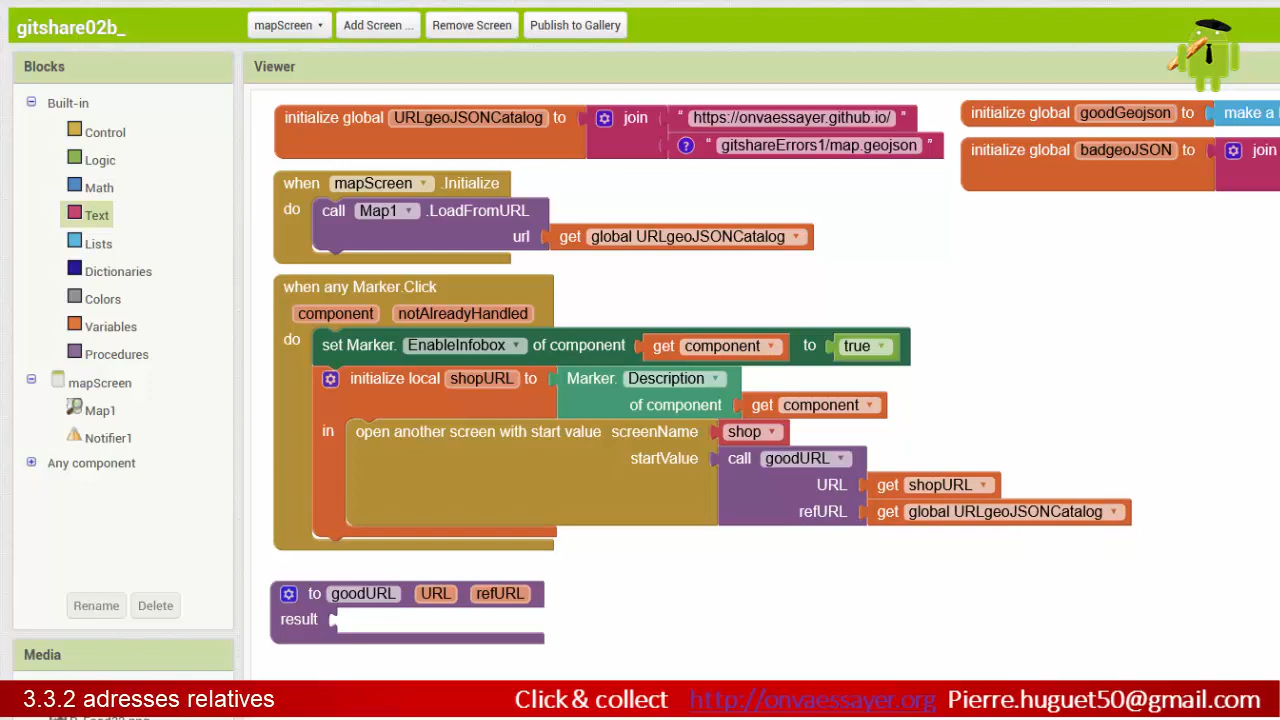 gitshare02b_
mapScreen ▾ Add Screen ... Remove Screen Publish to Gallery
Blocks
Viewer
Built-in
Control
Logic
Math
Text
Lists
Dictionaries
Colors
Variables
Procedures
mapScreen
Map1
Notifier1
Any component
Rename Delete
Media
initialize global URLgeoJSONCatalog to join " https://onvaessayer.github.io/ "
? " gitshareErrors1/map.geojson "
initialize global goodGeojson to make a
initialize global badgeoJSON to join
when mapScreen .Initialize
do call Map1 .LoadFromURL
url get global URLgeoJSONCatalog
when any Marker.Click
component notAlreadyHandled
do set Marker. EnableInfobox of component get component to true
initialize local shopURL to Marker. Description
of component get component
in open another screen with start value screenName shop
startValue call goodURL
URL get shopURL
refURL get global URLgeoJSONCatalog
to goodURL URL refURL
result
3.3.2 adresses relatives Click & collect http://onvaessayer.org Pierre.huguet50@gmail.com